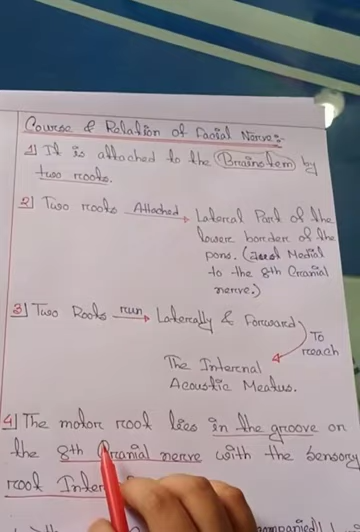 Course & Relation of Facial Nerve:-
1] It is attached to the Brainstem by
two roots.
2] Two roots Attached → Lateral Part of the
lower border of the
pons. (Just Medial
to the 8th Cranial
nerve.)
3] Two Roots run → Laterally & Forward
To
reach
The Internal
Acoustic Meatus.
4] The motor root lies in the groove on
the 8th Cranial nerve with the sensory
root